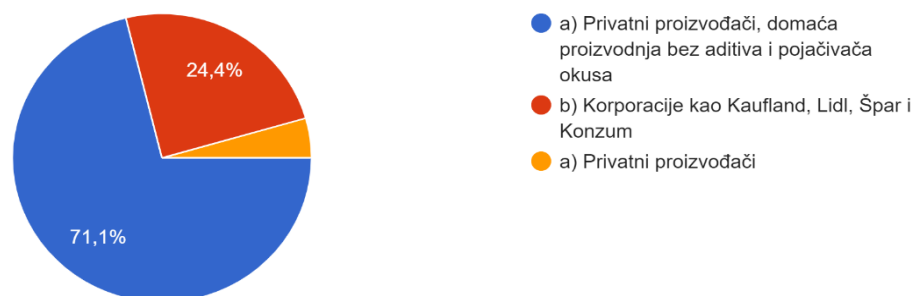 24,4%
71,1%
a) Privatni proizvođači, domaća
proizvodnja bez aditiva i pojačivača
okusa
b) Korporacije kao Kaufland, Lidl, Špar i
Konzum
a) Privatni proizvođači